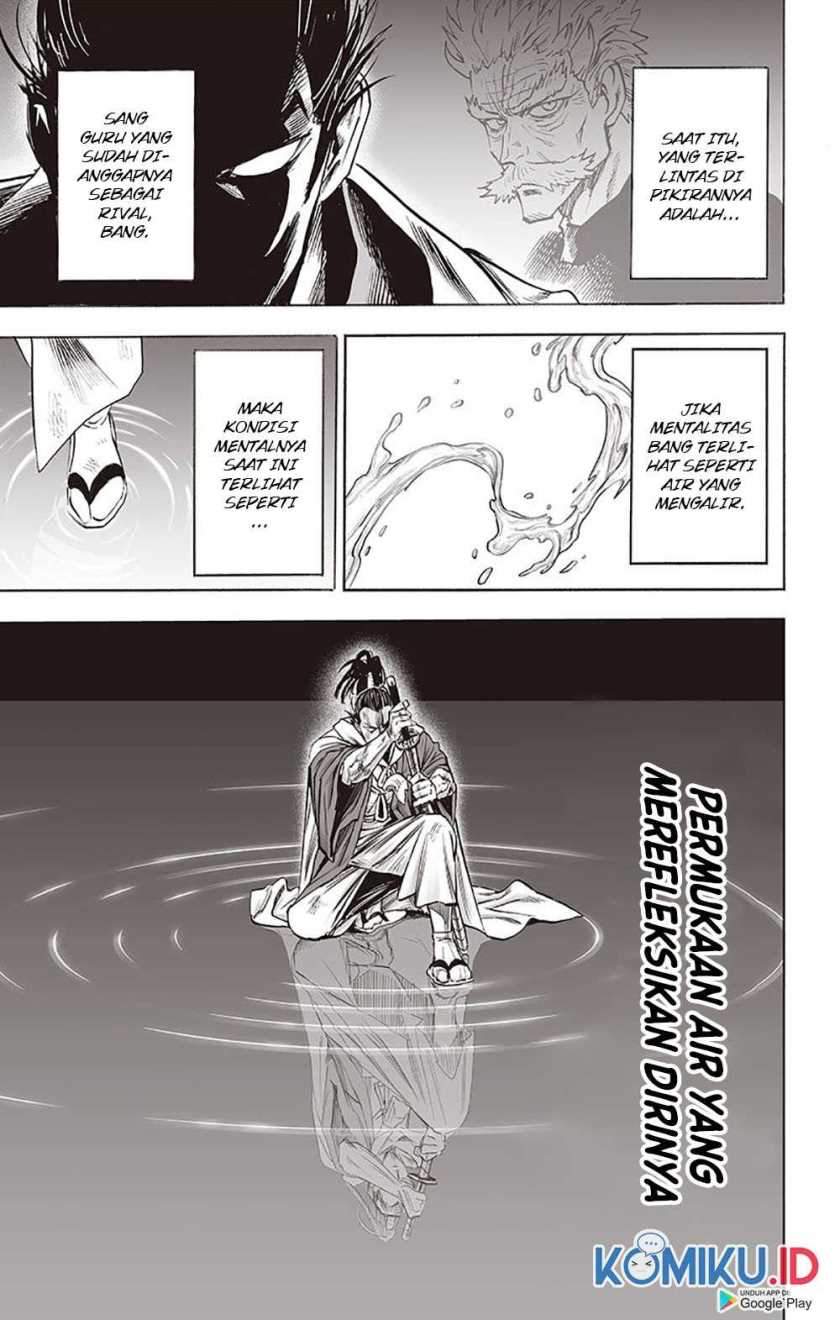 SAAT ITU,
YANG TER-
LINTAS DI
PIKIRANNYA
ADALAH...
SANG
GURU YANG
SUDAH DI-
ANGGAPNYA
SEBAGAI
RIVAL,
BANG.
JIKA
MENTALITAS
BANG TERLI-
HAT SEPERTI
AIR YANG
MENGALIR.
MAKA
KONDISI
MENTALNYA
SAAT INI
TERLIHAT
SEPERTI
...
PERMUKAAN AIR YANG
MEREFLEKSIKAN DIRINYA
KOMIKU.ID
UNDUH APP DI
Google Play